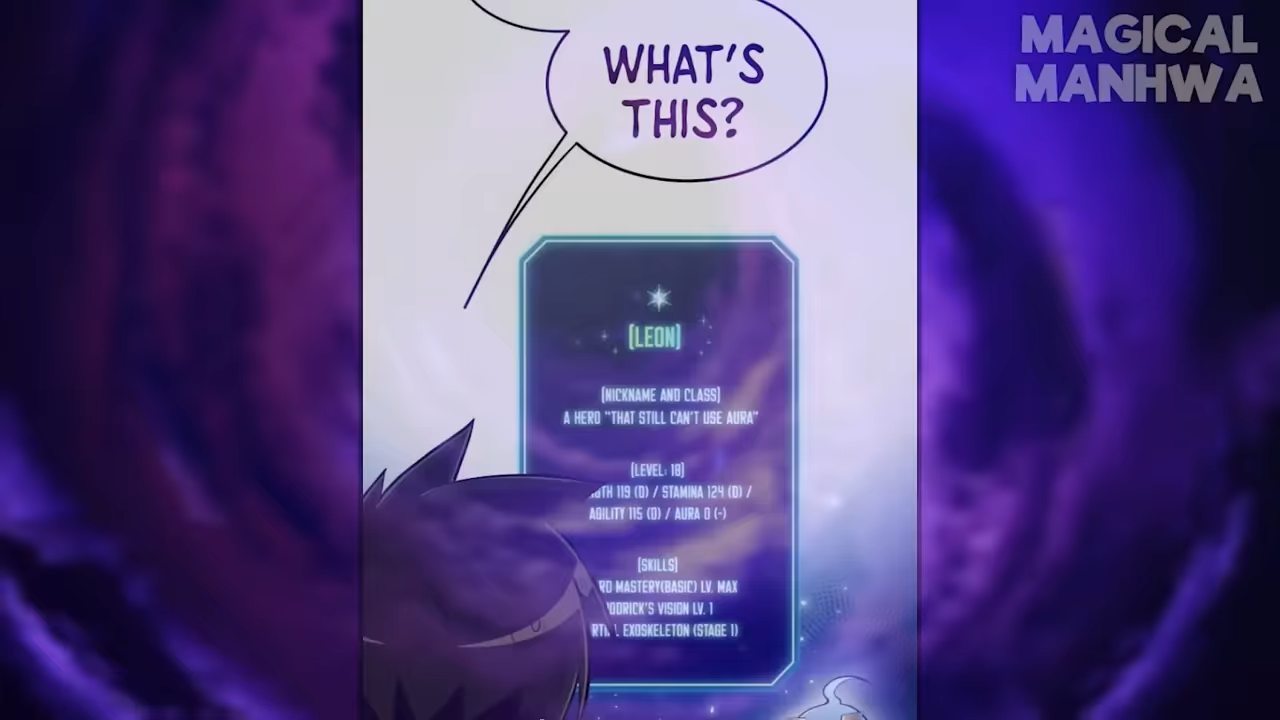 MAGICAL
MANHWA
WHAT'S
THIS?
[LEON]
[NICKNAME AND CLASS]
A HERO "THAT STILL CAN'T USE AURA"
[LEVEL: 18]
119 (D) / STAMINA 124 (D) /
AGILITY 115 (D) / AURA 0 (-)
[SKILLS]
MASTERY(BASIC) LV. MAX
VISION LV. 1
EXOSKELETON (STAGE 1)